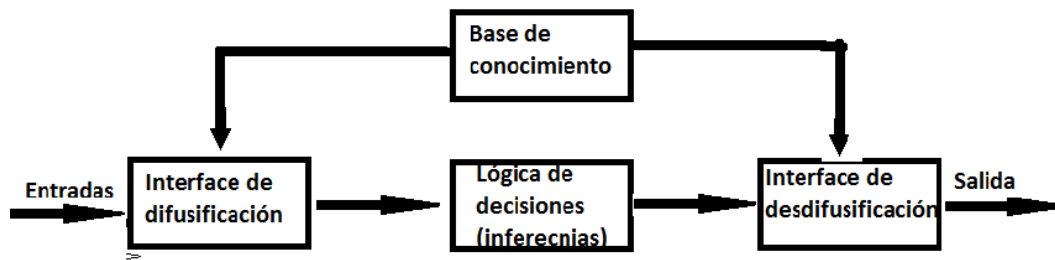 Base de
conocimiento
Entradas
Interface de
difusificación
Lógica de
decisiones
(inferecnias)
Interface de
desdifusificación
Salida